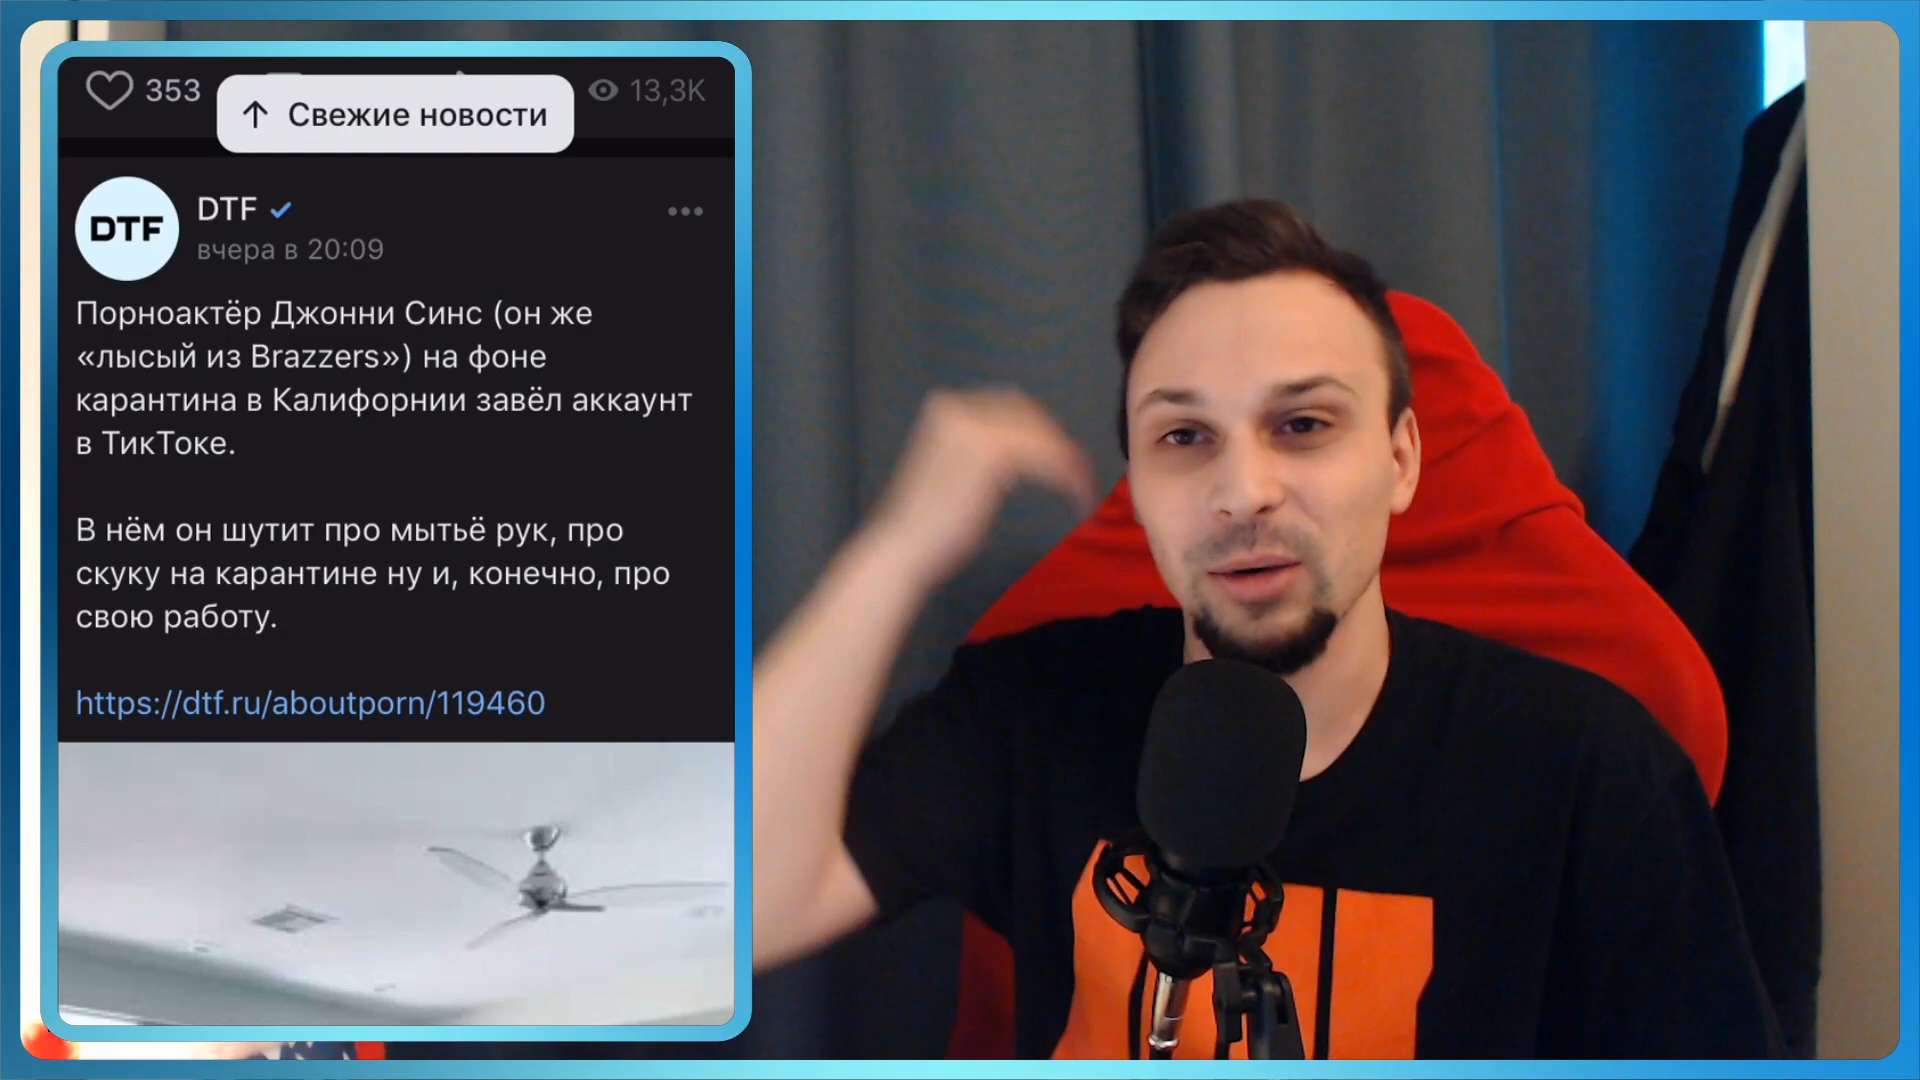 353
13,3K
↑ Свежие новости
DTF
DTF
вчера в 20:09
Порноактёр Джонни Синс (он же
«лысый из Brazzers») на фоне
карантина в Калифорнии завёл аккаунт
в ТикТоке.
В нём он шутит про мытьё рук, про
скуку на карантине ну и, конечно, про
свою работу.
https://dtf.ru/aboutporn/119460